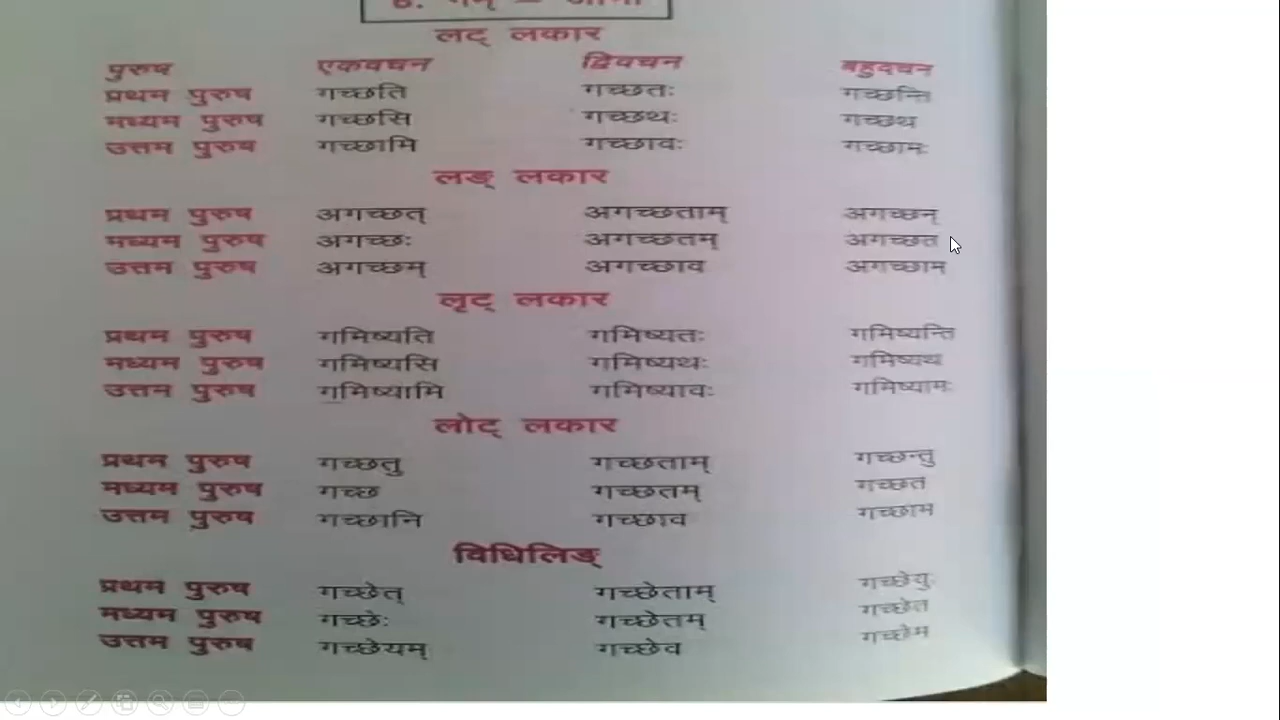 लट् लकार
पुरुष एकवचन द्विवचन बहुवचन
प्रथम पुरुष गच्छति गच्छतः गच्छन्ति
मध्यम पुरुष गच्छसि गच्छथः गच्छथ
उत्तम पुरुष गच्छामि गच्छावः गच्छामः
लङ् लकार
प्रथम पुरुष अगच्छत् अगच्छताम् अगच्छन्
मध्यम पुरुष अगच्छः अगच्छतम् अगच्छत
उत्तम पुरुष अगच्छम् अगच्छाव अगच्छाम
लृट् लकार
प्रथम पुरुष गमिष्यति गमिष्यतः गमिष्यन्ति
मध्यम पुरुष गमिष्यसि गमिष्यथः गमिष्यथ
उत्तम पुरुष गमिष्यामि गमिष्यावः गमिष्यामः
लोट् लकार
प्रथम पुरुष गच्छतु गच्छताम् गच्छन्तु
मध्यम पुरुष गच्छ गच्छतम् गच्छत
उत्तम पुरुष गच्छानि गच्छाव गच्छाम
विधिलिङ्
प्रथम पुरुष गच्छेत् गच्छेताम् गच्छेयुः
मध्यम पुरुष गच्छेः गच्छेतम् गच्छेत
उत्तम पुरुष गच्छेयम् गच्छेव गच्छेम